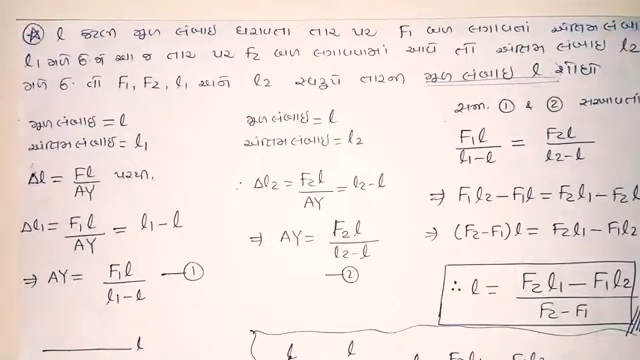 l જેટલી મૂળ લંબાઇ ધરાવતા તાર પર F₁ બળ લગાવતાં અંતિમ લંબાઇ
l₁ મળે છે જો આ જ તાર પર F₂ બળ લગાવવામાં આવે તો અંતિમ લંબાઇ l₂
મળે છે તો F₁, F₂, l₁ અને l₂ સ્વરૂપે તારની મૂળ લંબાઇ l શોધો
મૂળ લંબાઇ = l
અંતિમ લંબાઇ = l₁
Δl = Fl/AY પરથી
Δl₁ = F₁l/AY = l₁ - l
⇒ AY = F₁l/(l₁-l) —①
મૂળ લંબાઇ = l
અંતિમ લંબાઇ = l₂
∴ Δl₂ = F₂l/AY = l₂-l
⇒ AY = F₂l/(l₂-l)
—②
સમી. ① & ② સરખાવતાં
F₁l/(l₁-l) = F₂l/(l₂-l)
⇒ F₁l₂ - F₁l = F₂l₁ - F₂l
⇒ (F₂-F₁)l = F₂l₁ - F₁l₂
∴ l = (F₂l₁ - F₁l₂)/(F₂-F₁)
l
l l